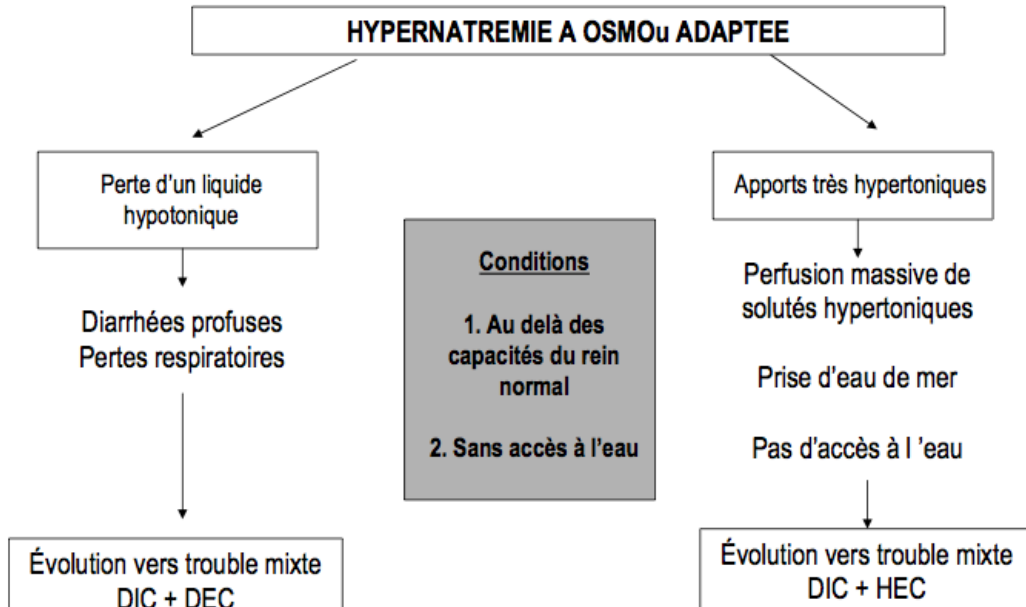 HYPERNATREMIE A OSMOu ADAPTEE
Perte d'un liquide
hypotonique
Diarrhées profuses
Pertes respiratoires
Évolution vers trouble mixte
DIC + DEC
Conditions
1. Au delà des
capacités du rein
normal
2. Sans accès à l'eau
Apports très hypertoniques
Perfusion massive de
solutés hypertoniques
Prise d'eau de mer
Pas d'accès à l 'eau
Évolution vers trouble mixte
DIC + HEC